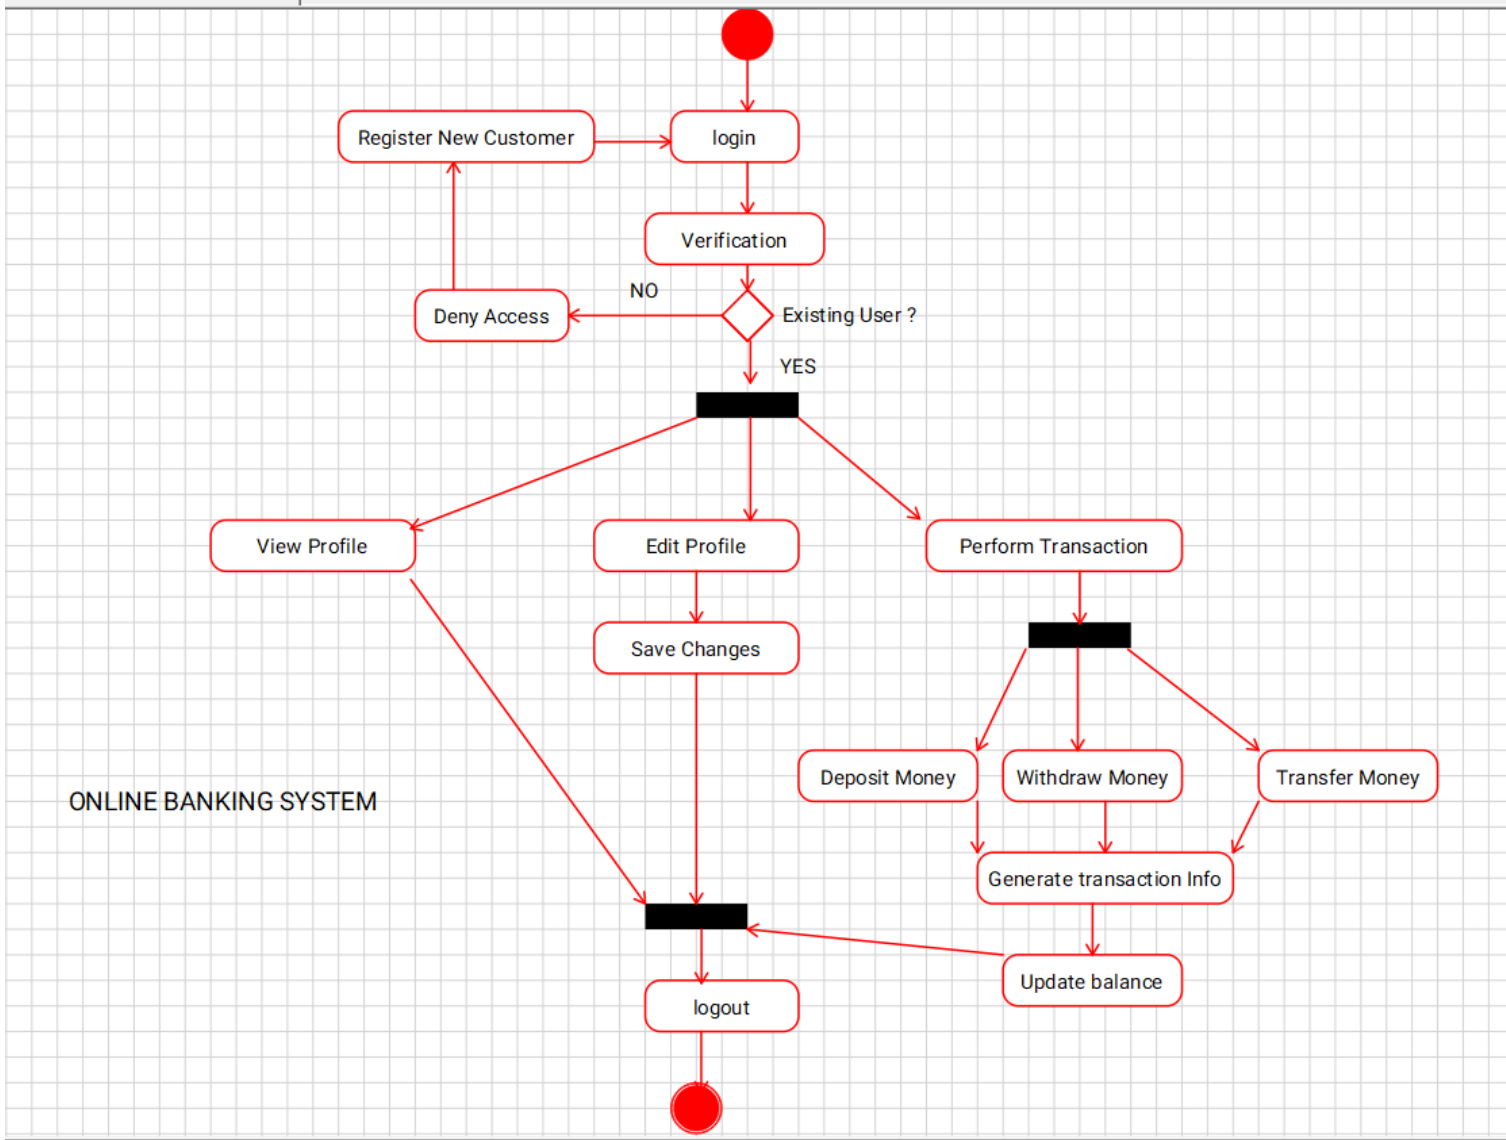 Register New Customer
login
Verification
NO
Deny Access
Existing User ?
YES
View Profile
Edit Profile
Perform Transaction
Save Changes
Deposit Money
Withdraw Money
Transfer Money
ONLINE BANKING SYSTEM
Generate transaction Info
Update balance
logout